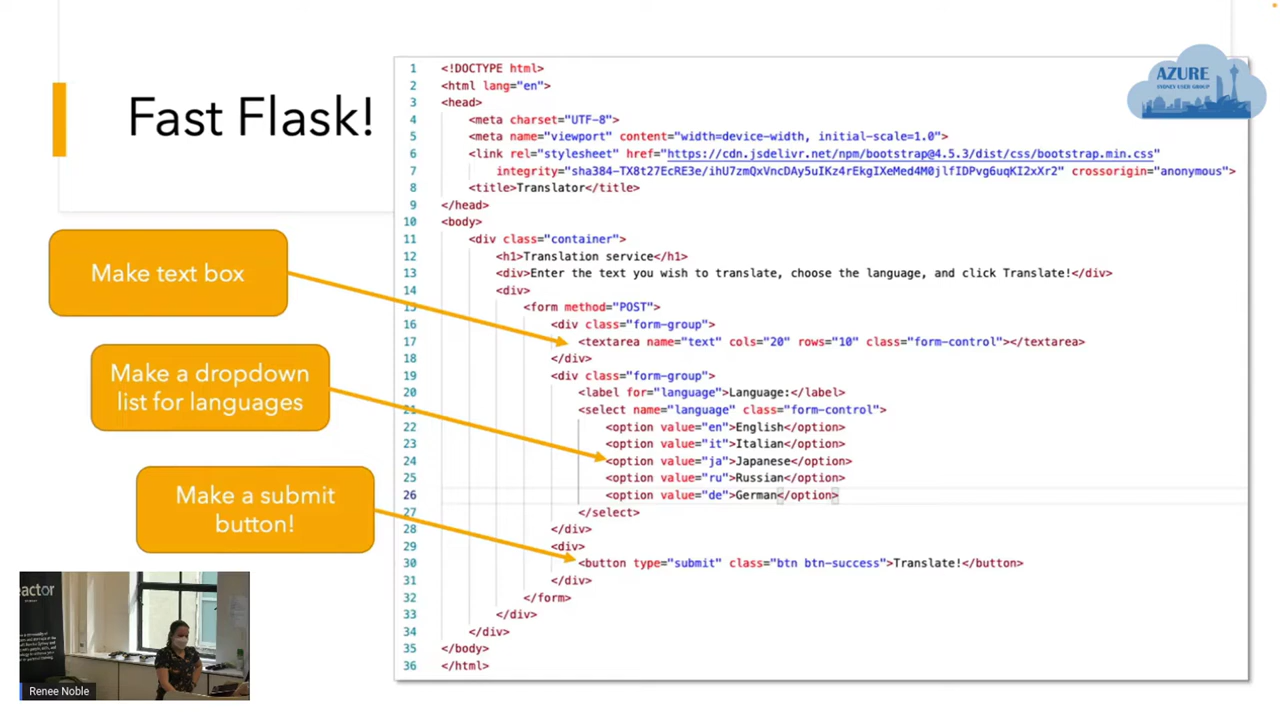 Fast Flask!
AZURE
SYDNEY USER GROUP
Make text box
Make a dropdown
list for languages
Make a submit
button!
1 <!DOCTYPE html>
2 <html lang="en">
3 <head>
4 <meta charset="UTF-8">
5 <meta name="viewport" content="width=device-width, initial-scale=1.0">
6 <link rel="stylesheet" href="https://cdn.jsdelivr.net/npm/bootstrap@4.5.3/dist/css/bootstrap.min.css"
7 integrity="sha384-TX8t27EcRE3e/ihU7zmQxVncDAy5uIKz4rEkgIXeMed4M0jlfIDPvg6uqKI2xXr2" crossorigin="anonymous">
8 <title>Translator</title>
9 </head>
10 <body>
11 <div class="container">
12 <h1>Translation service</h1>
13 <div>Enter the text you wish to translate, choose the language, and click Translate!</div>
14 <div>
15 <form method="POST">
16 <div class="form-group">
17 <textarea name="text" cols="20" rows="10" class="form-control"></textarea>
18 </div>
19 <div class="form-group">
20 <label for="language">Language:</label>
21 <select name="language" class="form-control">
22 <option value="en">English</option>
23 <option value="it">Italian</option>
24 <option value="ja">Japanese</option>
25 <option value="ru">Russian</option>
26 <option value="de">German</option>
27 </select>
28 </div>
29 <div>
30 <button type="submit" class="btn btn-success">Translate!</button>
31 </div>
32 </form>
33 </div>
34 </div>
35 </body>
36 </html>
eactor
Renee Noble